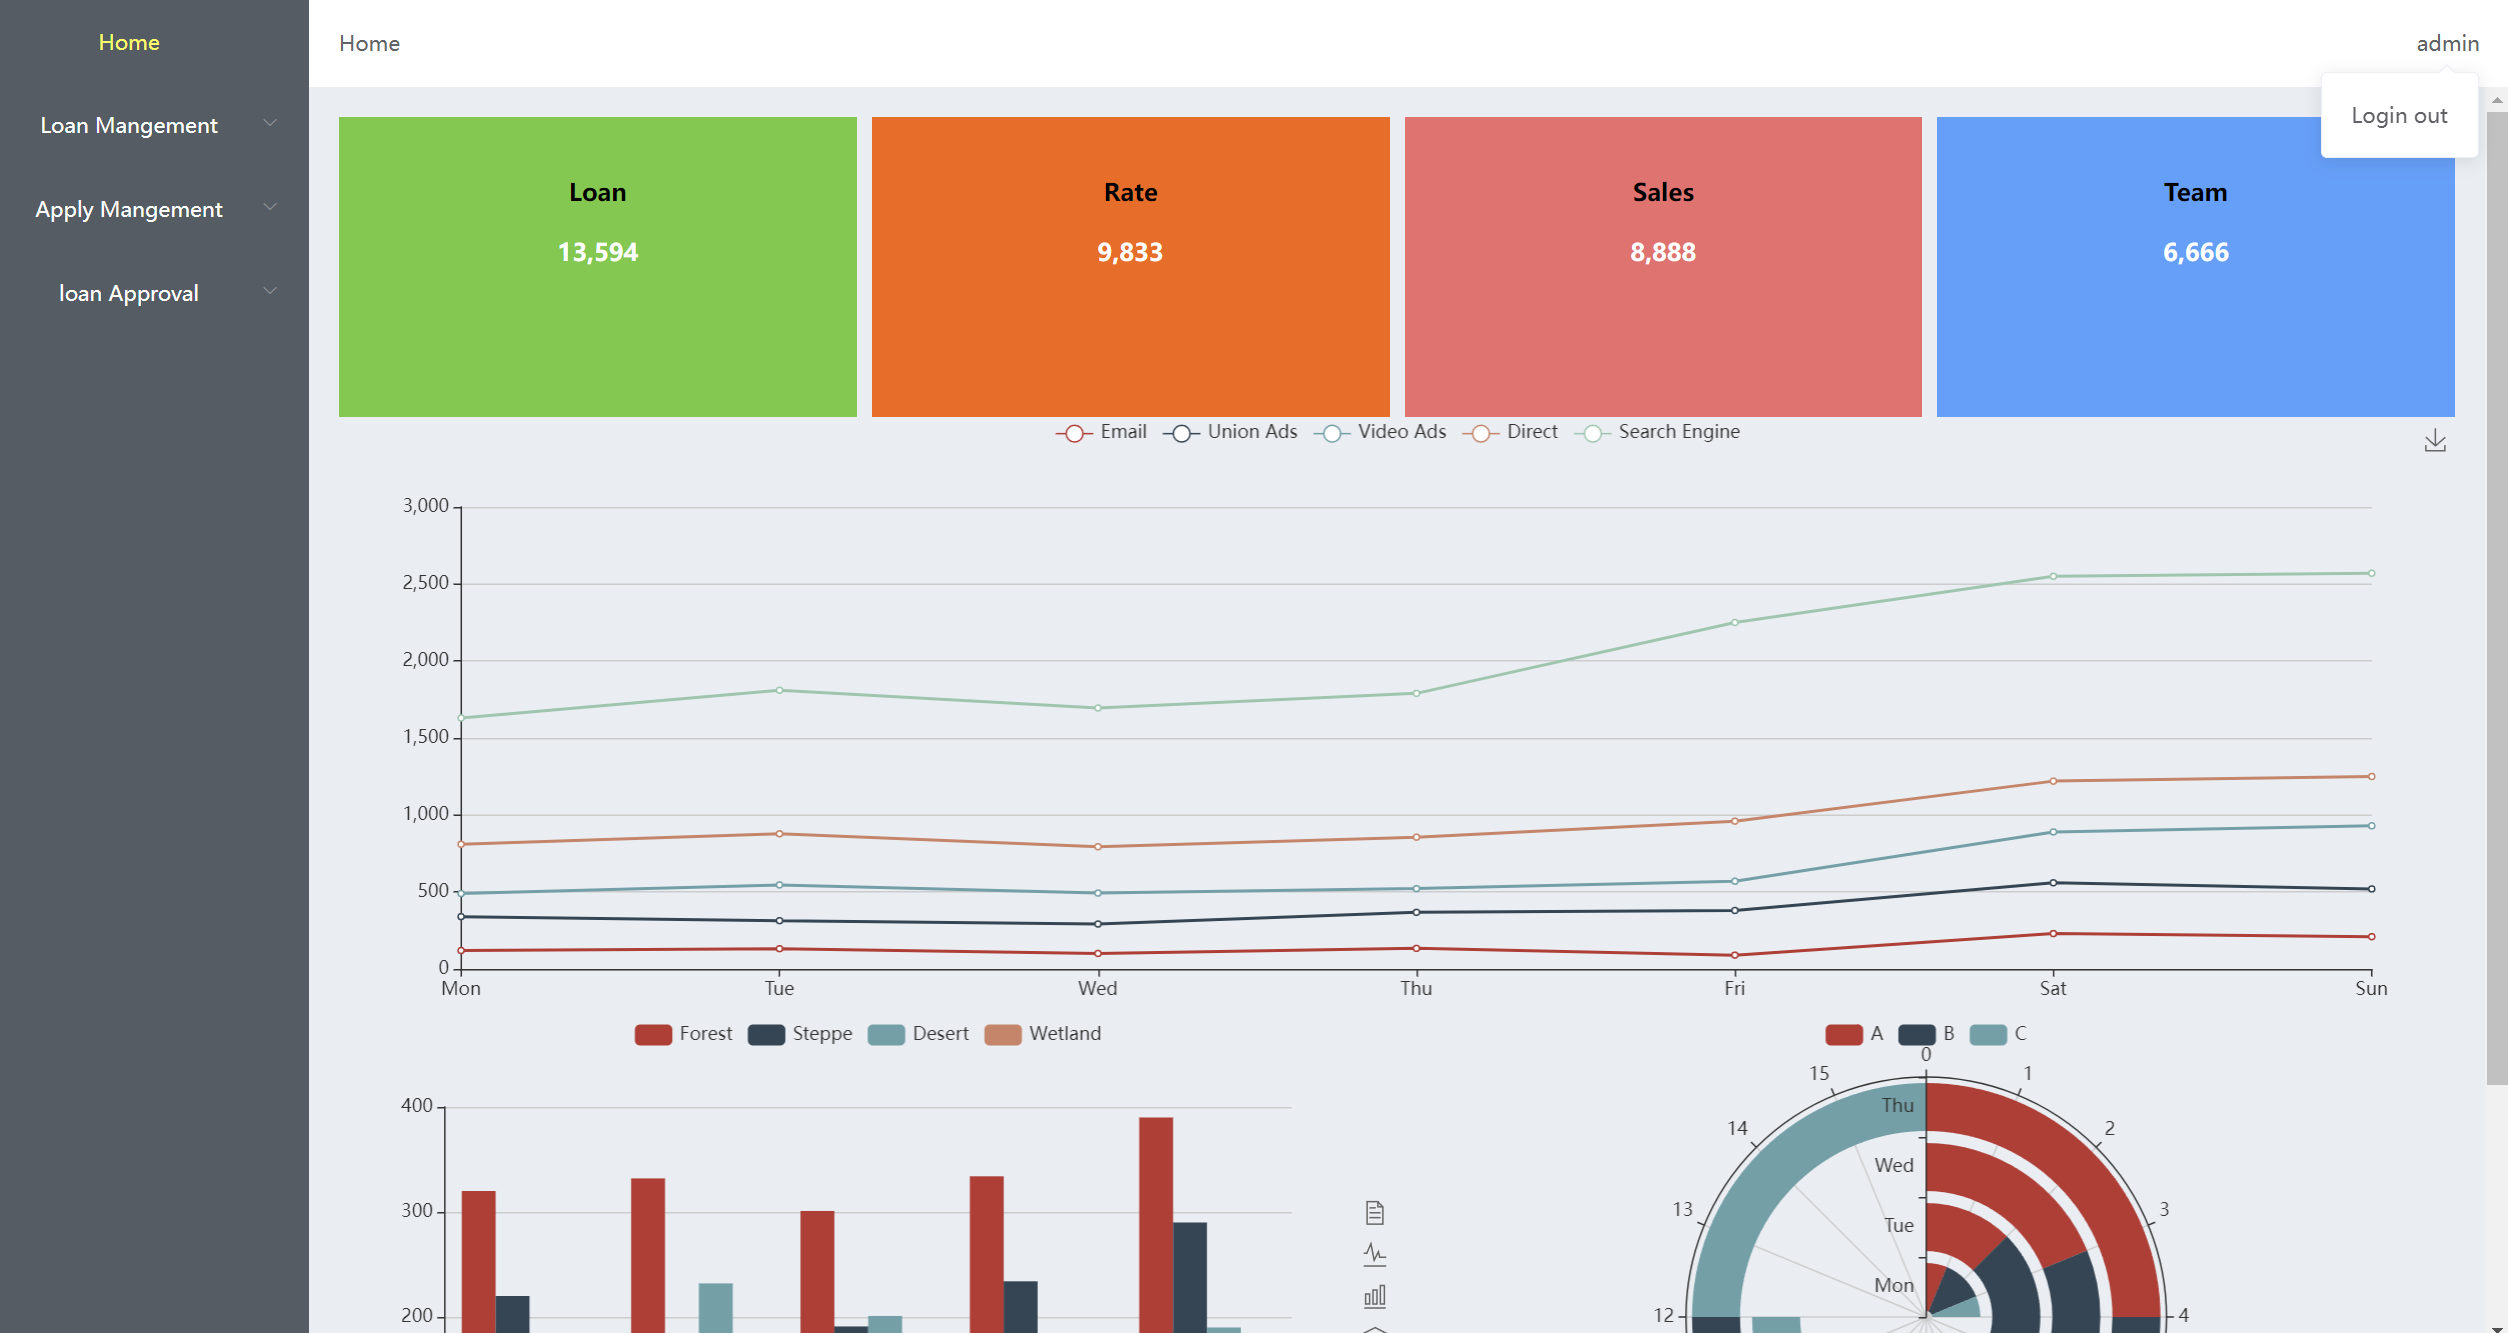 Home
Loan Mangement
Apply Mangement
loan Approval
Home
admin
Login out
Loan
13,594
Rate
9,833
Sales
8,888
Team
6,666
Email Union Ads Video Ads Direct Search Engine
3,000
2,500
2,000
1,500
1,000
500
0
Mon Tue Wed Thu Fri Sat Sun
Forest Steppe Desert Wetland
400
300
200
A B C
0
15 1
Thu
14 2
Wed
13 3
Tue
Mon
12 4